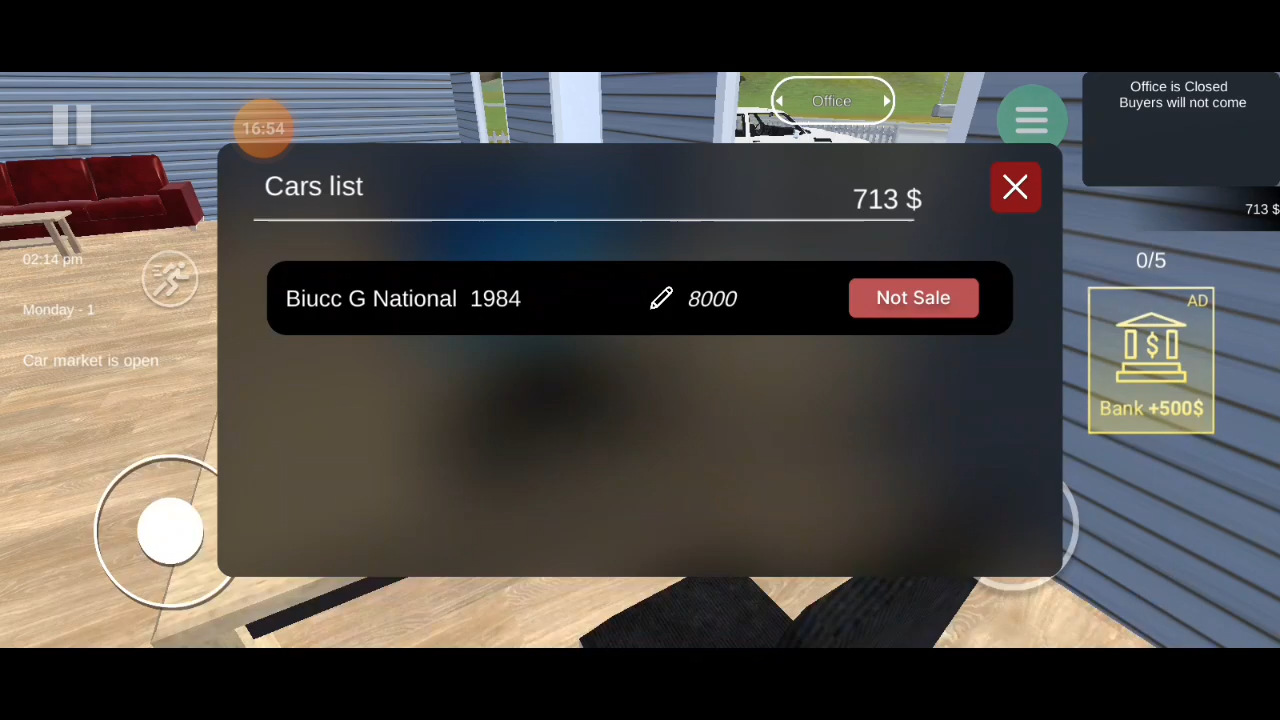 Office
Office is Closed
Buyers will not come
16:54
Cars list
713 $
713 $
02:14 pm
0/5
Biucc G National 1984
8000
Not Sale
Monday - 1
AD
$
Car market is open
Bank +500$